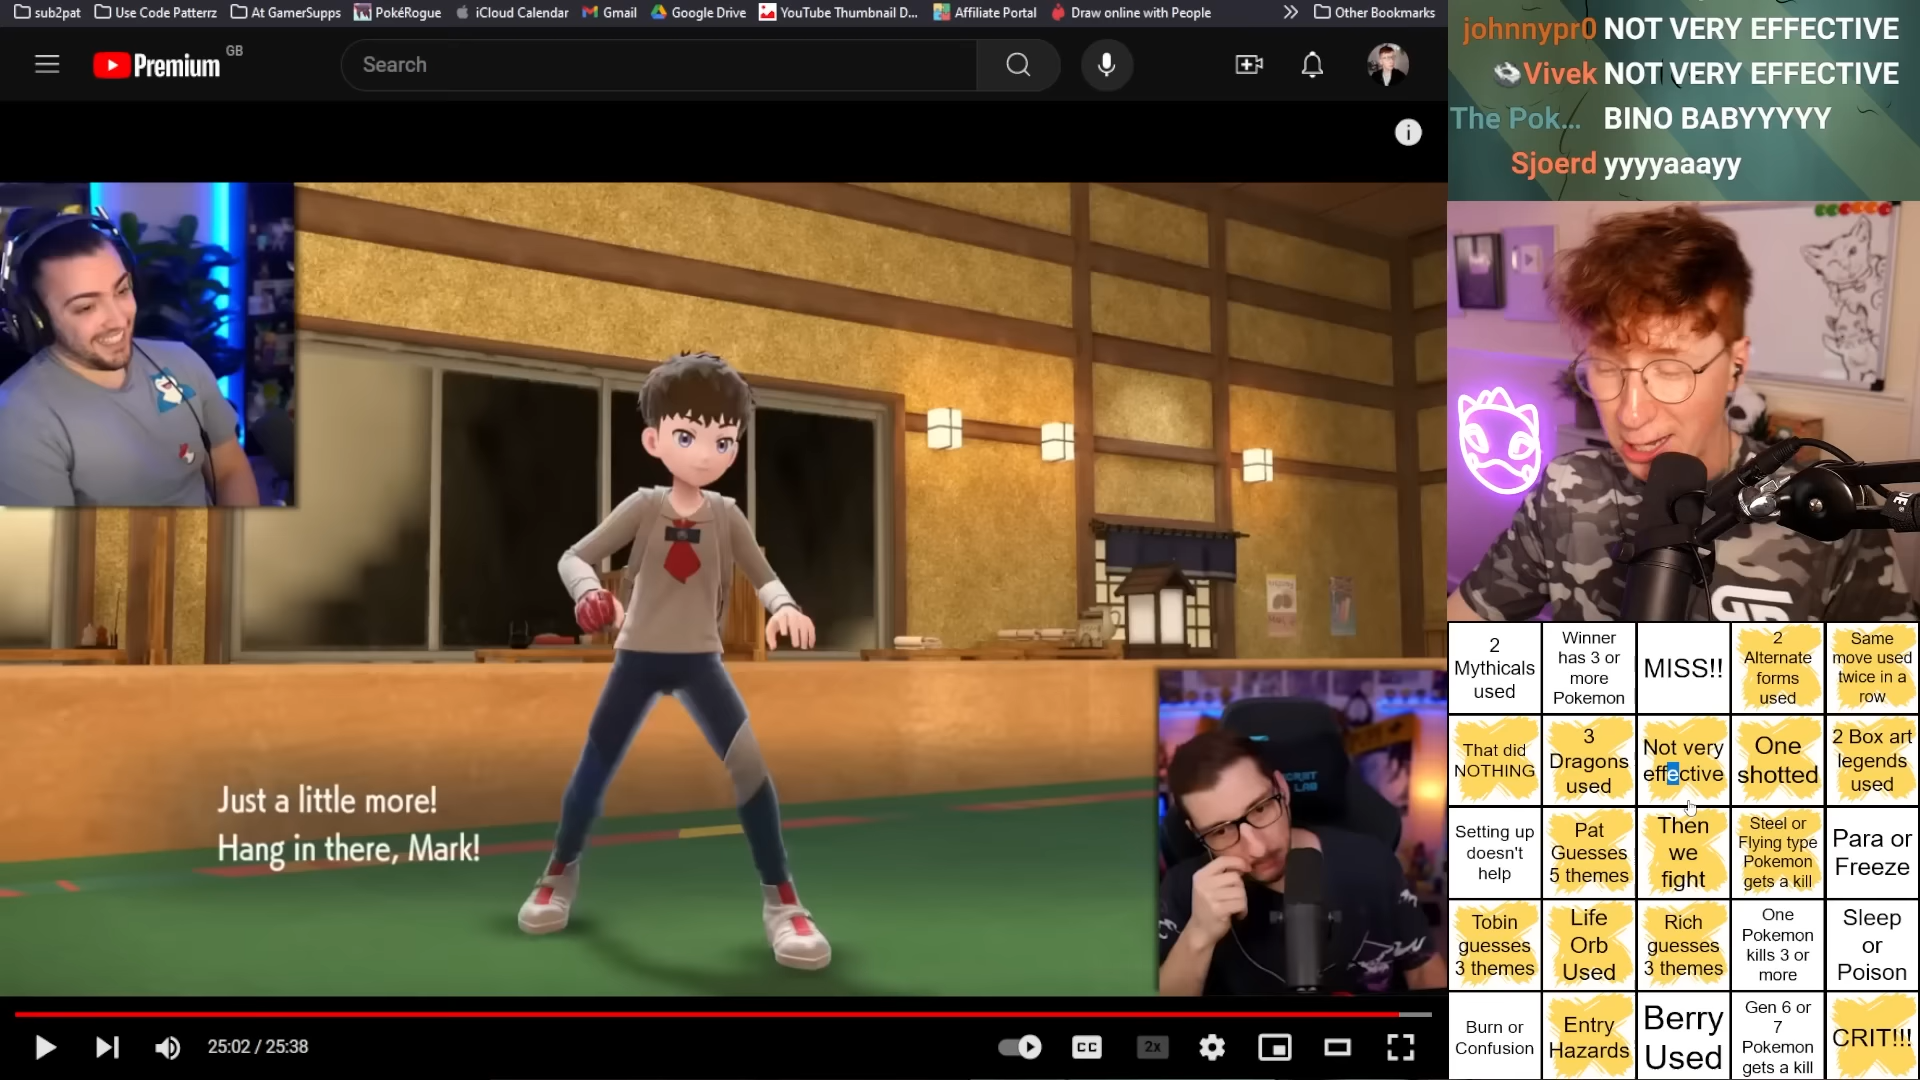 sub2pat Use Code Patterrz At GamerSupps PokéRogue iCloud Calendar Gmail Google Drive YouTube Thumbnail D... Affiliate Portal Draw online with People Other Bookmarks
Premium GB
Search
johnnypr0 NOT VERY EFFECTIVE
Vivek NOT VERY EFFECTIVE
The Pok... BINO BABYYYYY
Sjoerd yyyyaaayy
Just a little more!
Hang in there, Mark!
25:02 / 25:38
CC
2x
2
Mythicals
used
Winner
has 3 or
more
Pokemon
MISS!!
2
Alternate
forms
used
Same
move used
twice in a
row
That did
NOTHING
3
Dragons
used
Not very
effective
One
shotted
2 Box art
legends
used
Setting up
doesn't
help
Pat
Guesses
5 themes
Then
we
fight
Steel or
Flying type
Pokemon
gets a kill
Para or
Freeze
Tobin
guesses
3 themes
Life
Orb
Used
Rich
guesses
3 themes
One
Pokemon
kills 3 or
more
Sleep
or
Poison
Burn or
Confusion
Entry
Hazards
Berry
Used
Gen 6 or
7
Pokemon
gets a kill
CRIT!!!